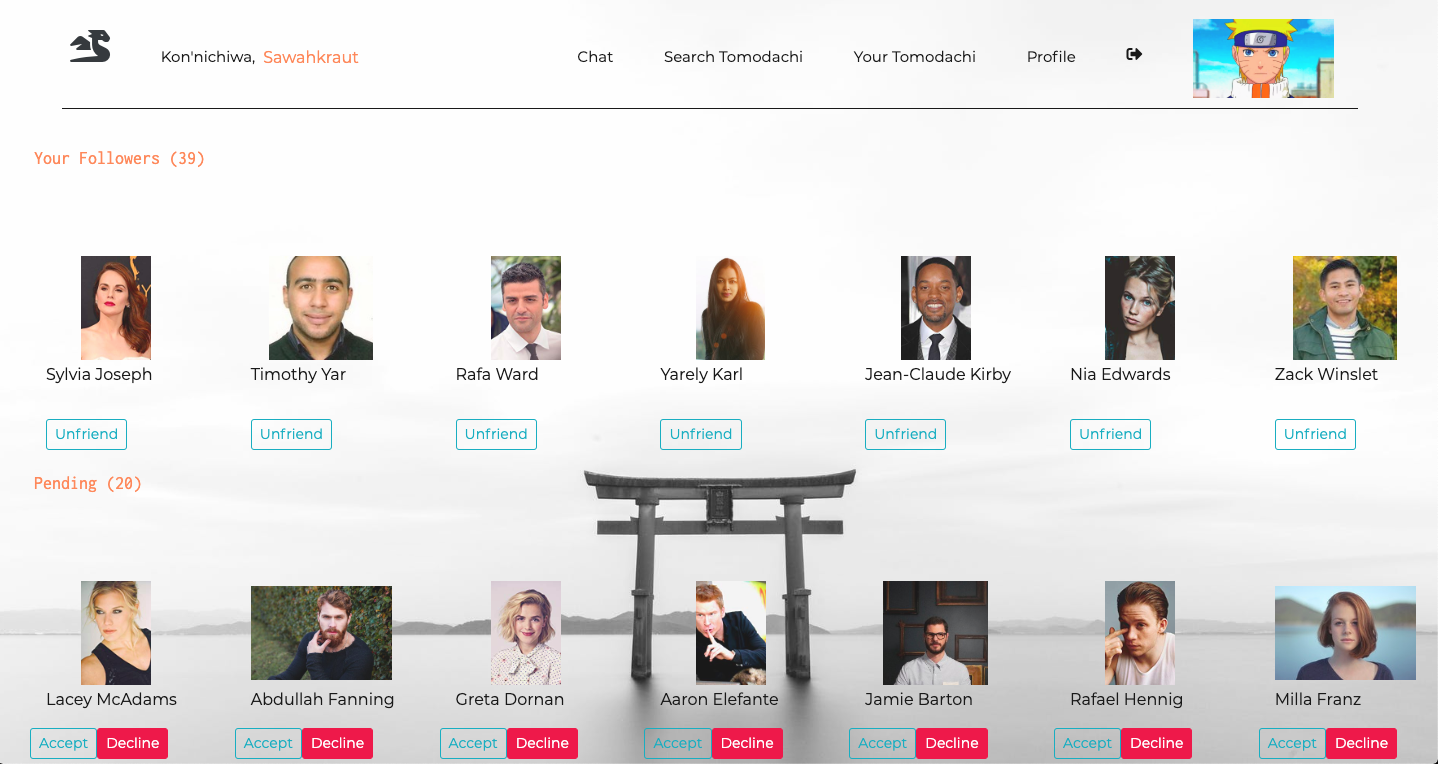 Kon'nichiwa, Sawahkraut Chat Search Tomodachi Your Tomodachi Profile
Your Followers (39)
Sylvia Joseph Timothy Yar Rafa Ward Yarely Karl Jean-Claude Kirby Nia Edwards Zack Winslet
Unfriend Unfriend Unfriend Unfriend Unfriend Unfriend Unfriend
Pending (20)
Lacey McAdams Abdullah Fanning Greta Dornan Aaron Elefante Jamie Barton Rafael Hennig Milla Franz
Accept Decline Accept Decline Accept Decline Accept Decline Accept Decline Accept Decline Accept Decline